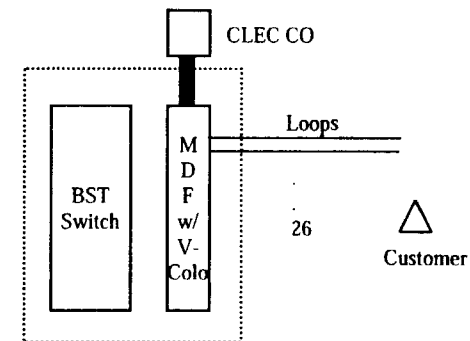 CLEC CO
Loops
M
D
F
w/
V-
Colo
BST
Switch
.
.
26
Customer